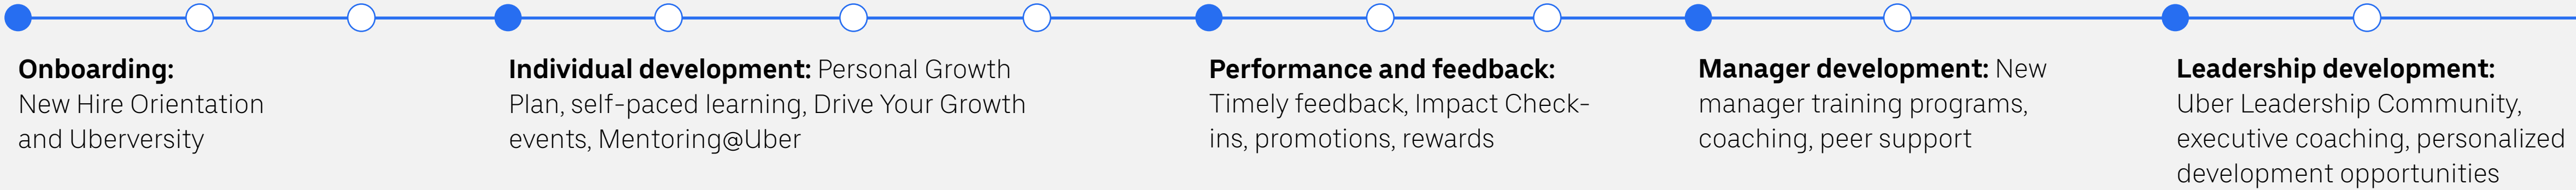 Onboarding:
New Hire Orientation
and Uberversity
Individual development: Personal Growth
Plan, self-paced learning, Drive Your Growth
events, Mentoring@Uber
Performance and feedback:
Timely feedback, Impact Check-
ins, promotions, rewards
Manager development: New
manager training programs,
coaching, peer support
Leadership development:
Uber Leadership Community,
executive coaching, personalized
development opportunities